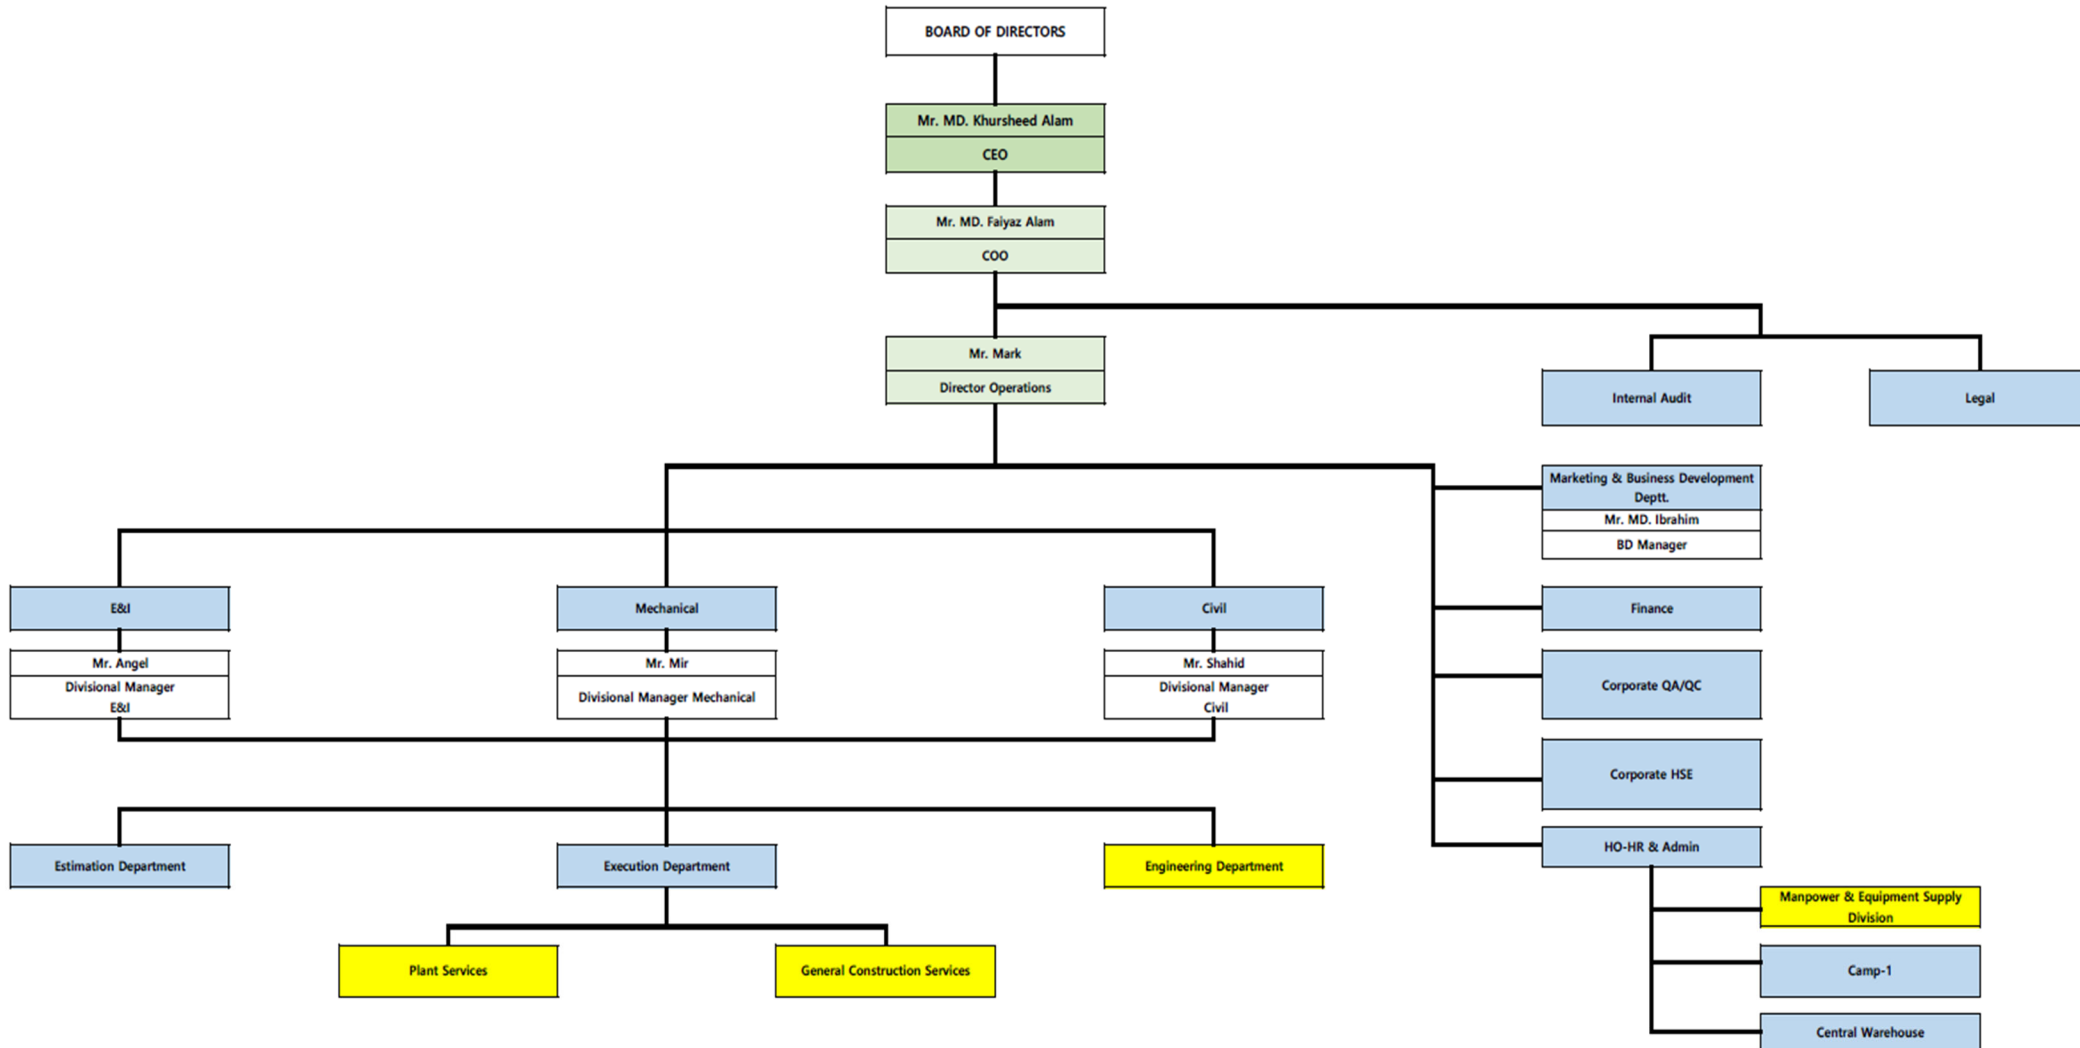 BOARD OF DIRECTORS
Mr. MD. Khursheed Alam
CEO
Mr. MD. Faiyaz Alam
COO
Mr. Mark
Director Operations
Internal Audit
Legal
Marketing & Business Development
Deptt.
Mr. MD. Ibrahim
BD Manager
E&I
Mechanical
Civil
Finance
Mr. Angel
Divisional Manager
E&I
Mr. Mir
Divisional Manager Mechanical
Mr. Shahid
Divisional Manager
Civil
Corporate QA/QC
Corporate HSE
HO-HR & Admin
Estimation Department
Execution Department
Engineering Department
Manpower & Equipment Supply
Division
Plant Services
General Construction Services
Camp-1
Central Warehouse